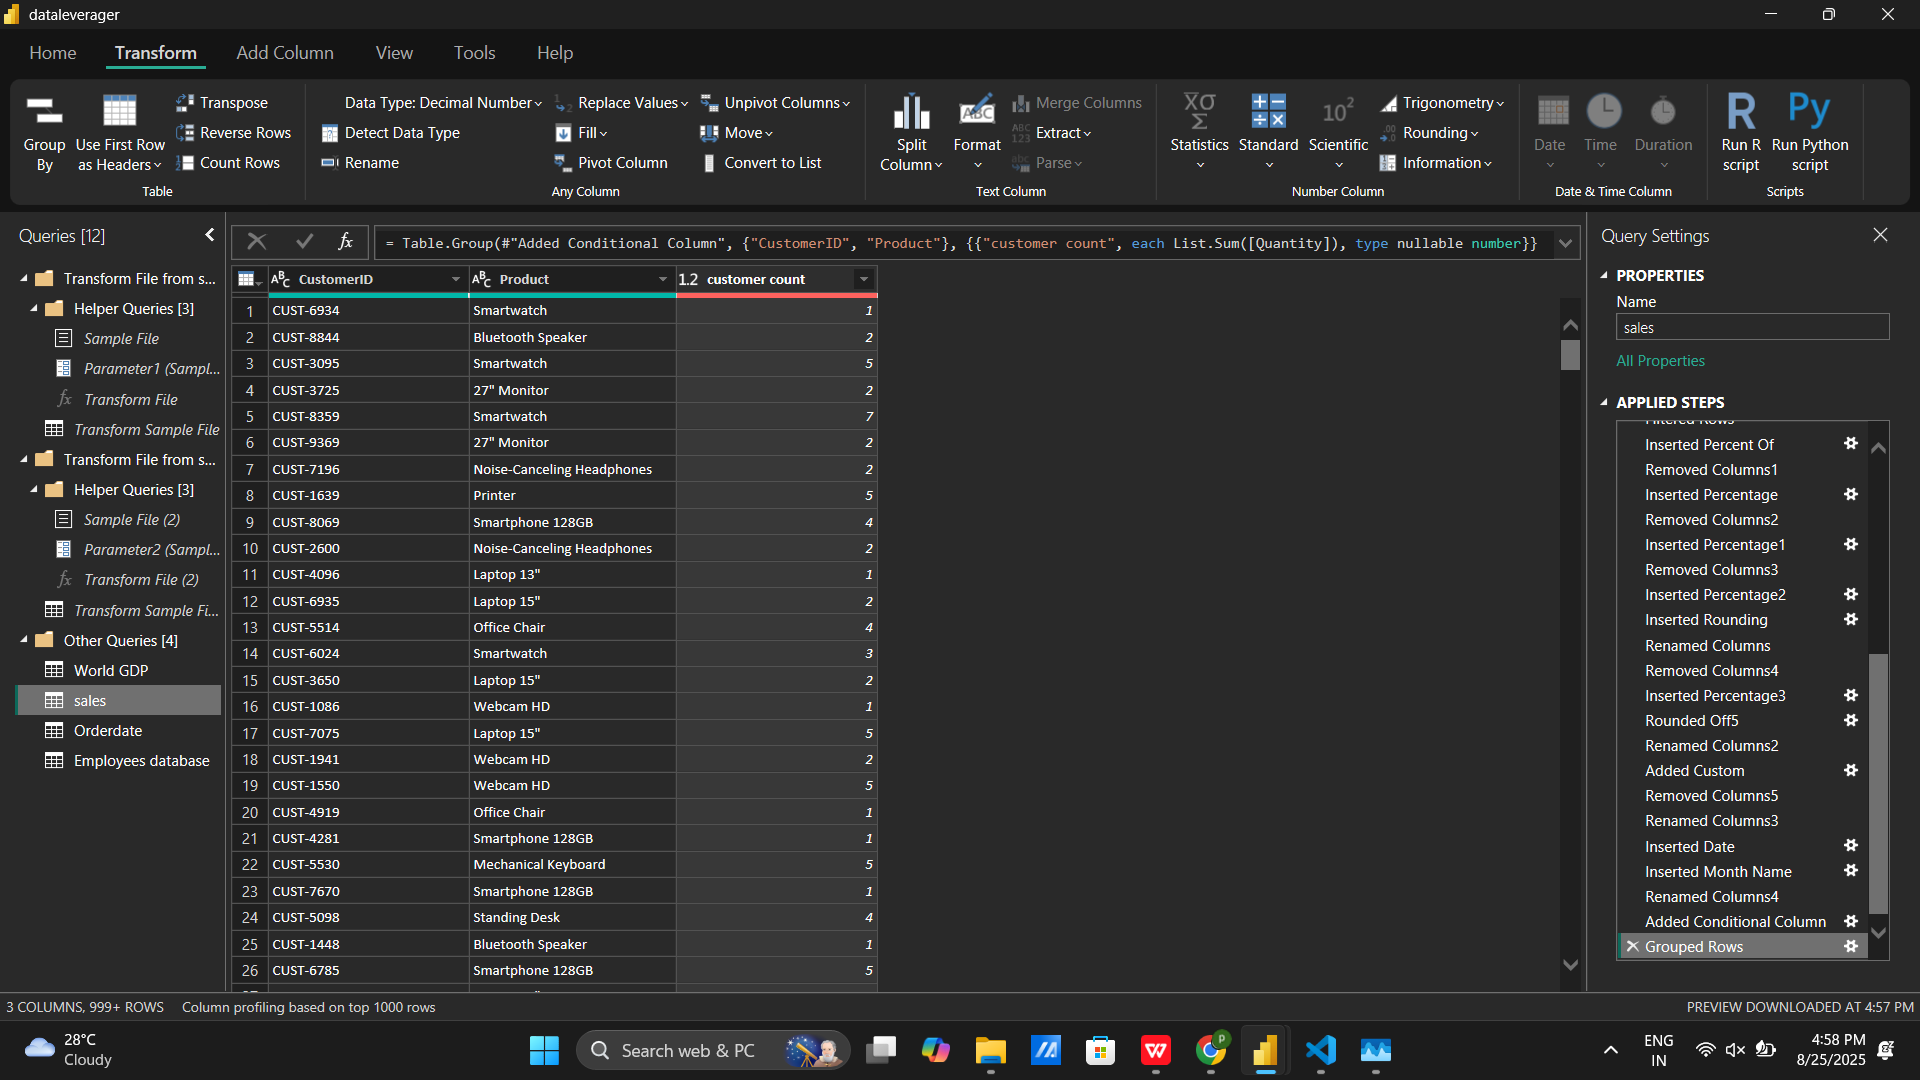 dataleverager
Home Transform Add Column View Tools Help
Group By
Use First Row as Headers
Transpose
Reverse Rows
Count Rows
Table
Data Type: Decimal Number
Detect Data Type
Rename
Replace Values
Fill
Pivot Column
Unpivot Columns
Move
Convert to List
Any Column
Split Column
Format
Merge Columns
Extract
Parse
Text Column
Statistics
Standard
Scientific
Trigonometry
Rounding
Information
Number Column
Date
Time
Duration
Date & Time Column
Run R script
Run Python script
Scripts
Queries [12]
Transform File from s...
Helper Queries [3]
Sample File
Parameter1 (Sampl...
Transform File
Transform Sample File
Transform File from s...
Helper Queries [3]
Sample File (2)
Parameter2 (Sampl...
Transform File (2)
Transform Sample Fi...
Other Queries [4]
World GDP
sales
Orderdate
Employees database
= Table.Group(#"Added Conditional Column", {"CustomerID", "Product"}, {{"customer count", each List.Sum([Quantity]), type nullable number}})
CustomerID Product 1.2 customer count
1 CUST-6934 Smartwatch 1
2 CUST-8844 Bluetooth Speaker 2
3 CUST-3095 Smartwatch 5
4 CUST-3725 27" Monitor 2
5 CUST-8359 Smartwatch 7
6 CUST-9369 27" Monitor 2
7 CUST-7196 Noise-Canceling Headphones 2
8 CUST-1639 Printer 5
9 CUST-8069 Smartphone 128GB 4
10 CUST-2600 Noise-Canceling Headphones 2
11 CUST-4096 Laptop 13" 1
12 CUST-6935 Laptop 15" 2
13 CUST-5514 Office Chair 4
14 CUST-6024 Smartwatch 3
15 CUST-3650 Laptop 15" 2
16 CUST-1086 Webcam HD 1
17 CUST-7075 Laptop 15" 5
18 CUST-1941 Webcam HD 2
19 CUST-1550 Webcam HD 5
20 CUST-4919 Office Chair 1
21 CUST-4281 Smartphone 128GB 1
22 CUST-5530 Mechanical Keyboard 5
23 CUST-7670 Smartphone 128GB 1
24 CUST-5098 Standing Desk 4
25 CUST-1448 Bluetooth Speaker 1
26 CUST-6785 Smartphone 128GB 5
Query Settings
PROPERTIES
Name
sales
All Properties
APPLIED STEPS
Filtered Rows
Inserted Percent Of
Removed Columns1
Inserted Percentage
Removed Columns2
Inserted Percentage1
Removed Columns3
Inserted Percentage2
Inserted Rounding
Renamed Columns
Removed Columns4
Inserted Percentage3
Rounded Off5
Renamed Columns2
Added Custom
Removed Columns5
Renamed Columns3
Inserted Date
Inserted Month Name
Renamed Columns4
Added Conditional Column
Grouped Rows
3 COLUMNS, 999+ ROWS Column profiling based on top 1000 rows
PREVIEW DOWNLOADED AT 4:57 PM
28°C
Cloudy
Search web & PC
ENG
IN
4:58 PM
8/25/2025